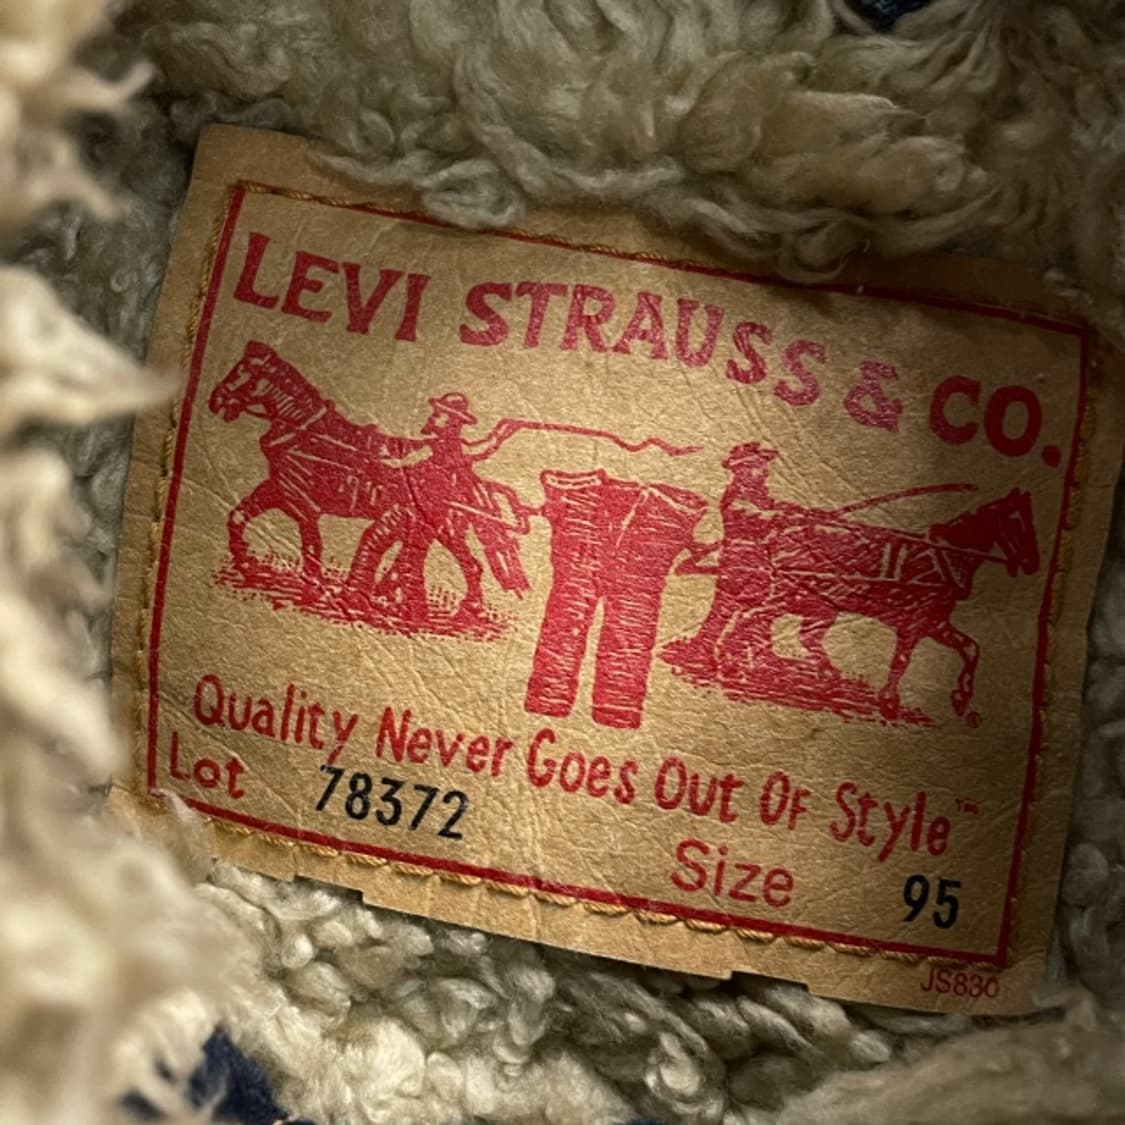 LEVI STRAUSS & CO.
Quality Never Goes Out Of Style™
Lot 78372
Size 95
JS830